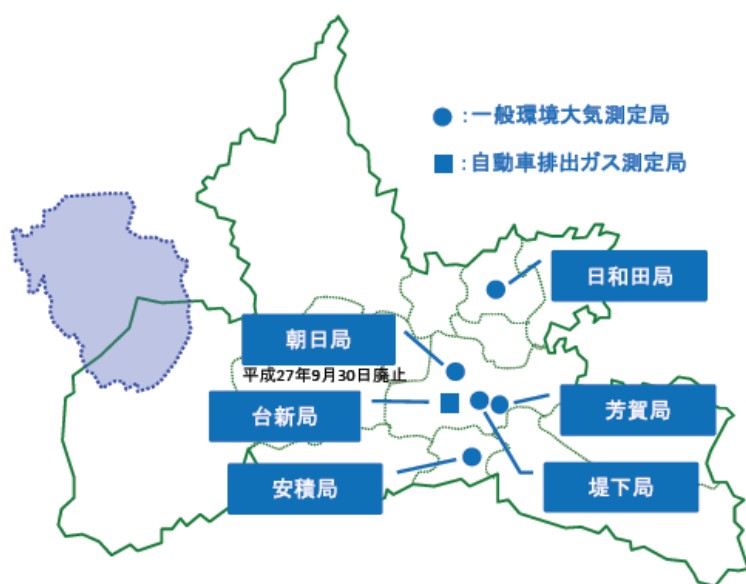 ：一般環境大気測定局
：自動車排出ガス測定局
日和田局
朝日局
平成27年9月30日廃止
台新局
芳賀局
安積局
堤下局